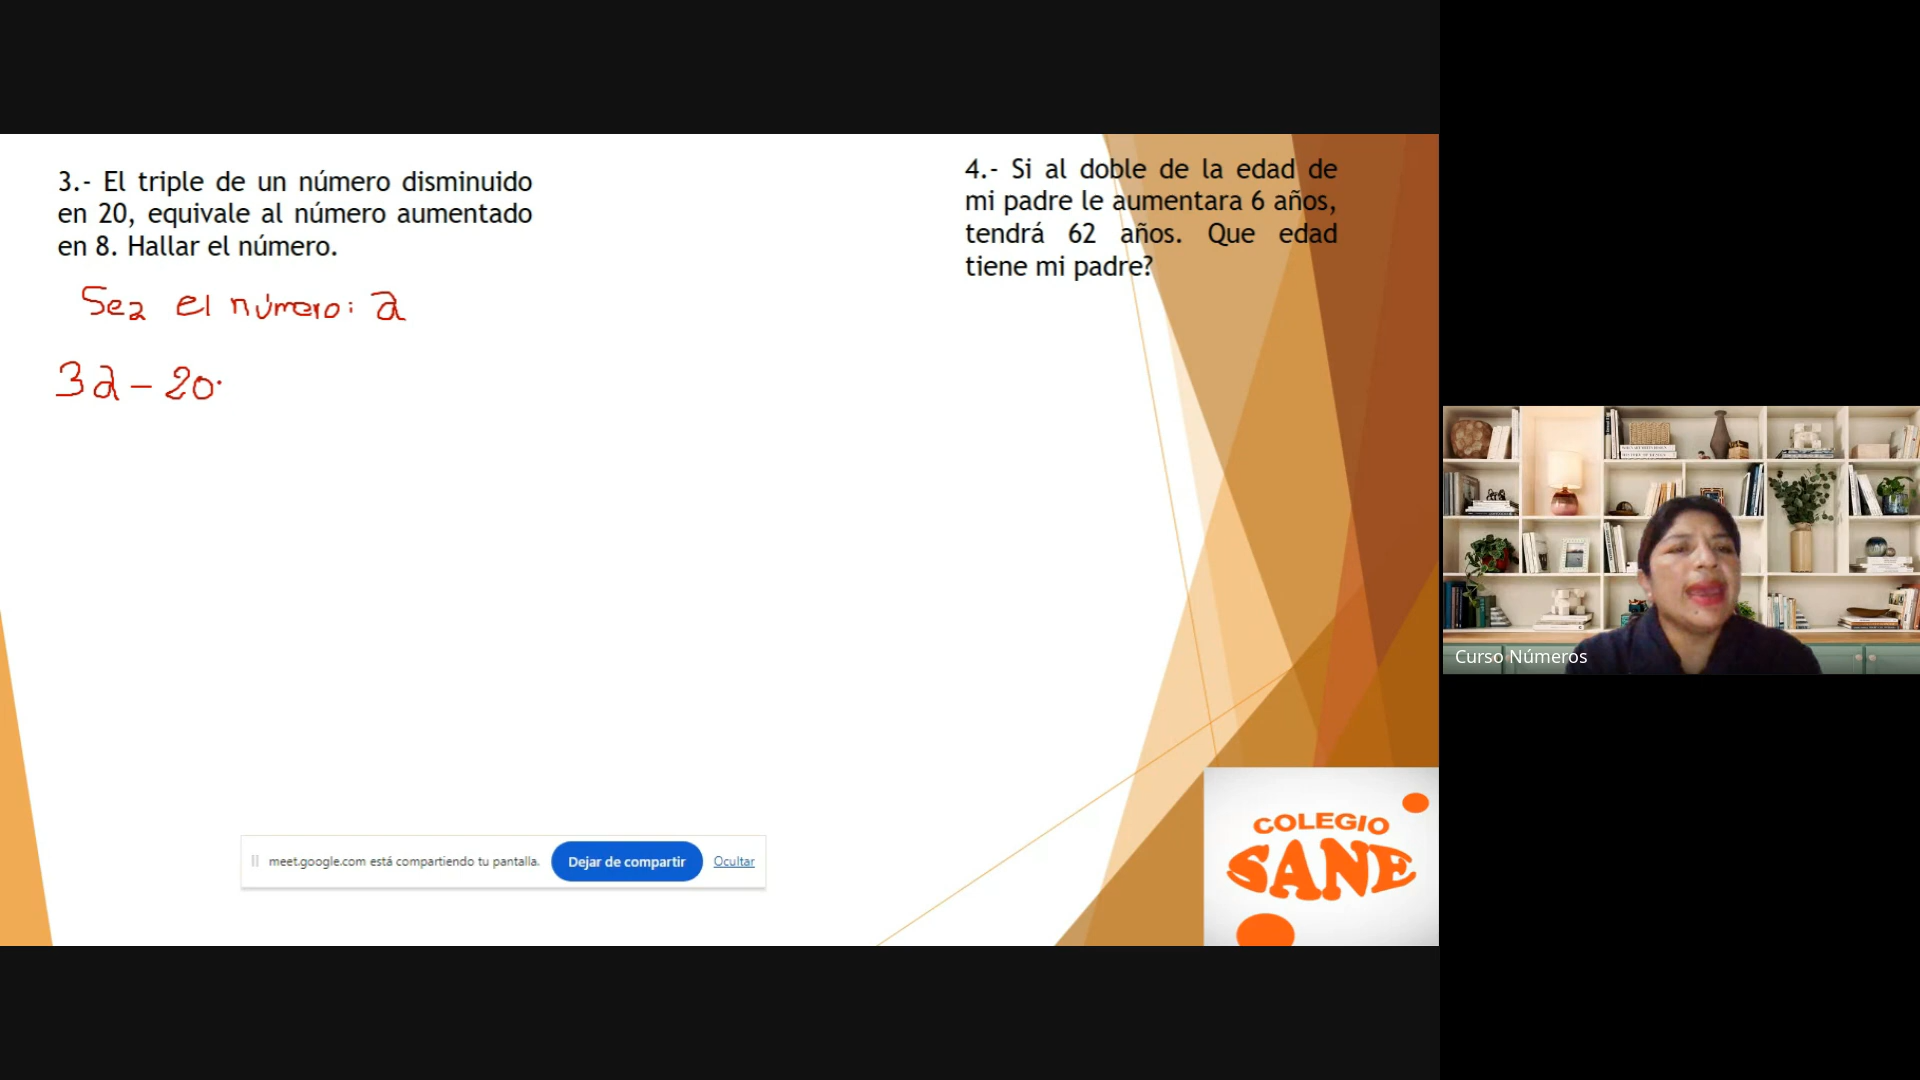 3.- El triple de un número disminuido
en 20, equivale al número aumentado
en 8. Hallar el número.
Sea el número: a
3a - 20
4.- Si al doble de la edad de
mi padre le aumentara 6 años,
tendrá 62 años. Que edad
tiene mi padre?
meet.google.com está compartiendo tu pantalla. Dejar de compartir Ocultar
COLEGIO
SANE
Curso Números